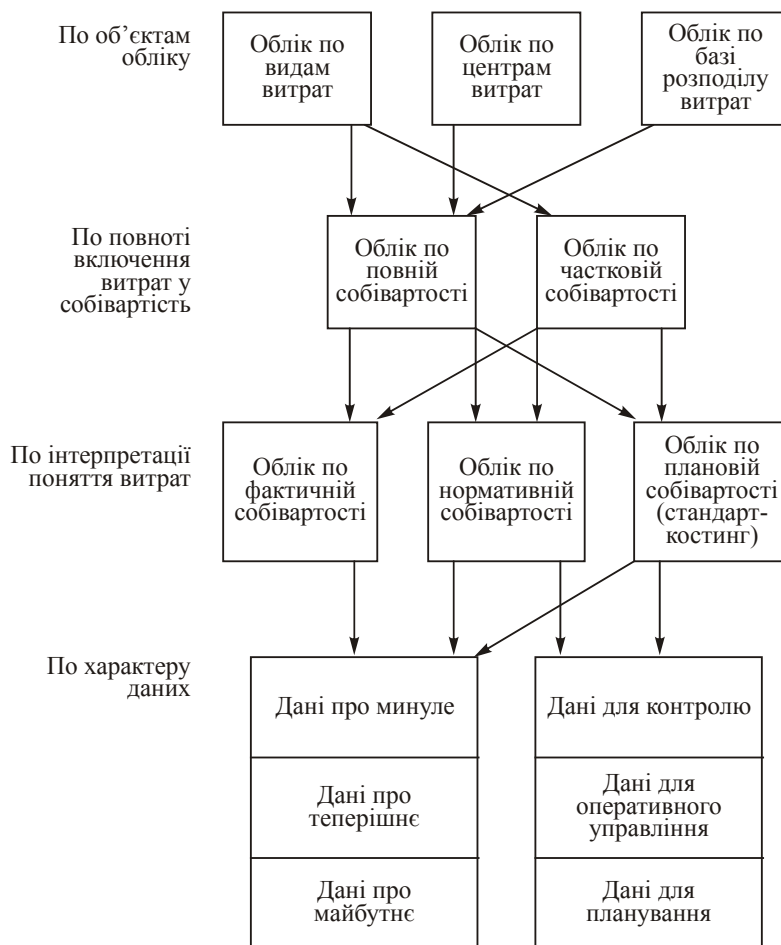 По об’єктам
обліку
Облік по
видам
витрат
Облік по
центрам
витрат
Облік по
базі
розподілу
витрат
По повноті
включення
витрат у
собівартість
Облік по
повній
собівартості
Облік по
частковій
собівартості
По інтерпретації
поняття витрат
Облік по
фактичній
собівартості
Облік по
нормативній
собівартості
Облік по
плановій
собівартості
(стандарт-
костинг)
По характеру
даних
Дані про минуле
Дані про
теперішнє
Дані про
майбутнє
Дані для контролю
Дані для
оперативного
управління
Дані для
планування